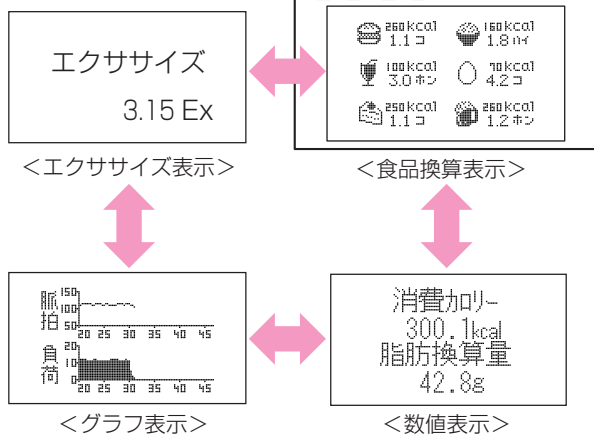 エクササイズ
3.15 Ex
＜エクササイズ表示＞
260kcal 160kcal
1.1コ 1.8ハイ
100kcal 70kcal
3.0ホン 4.2コ
250kcal 260kcal
1.1コ 1.2ホン
＜食品換算表示＞
脈拍
150
100
50
20 25 30 35 40 45
負荷
20
10
0
20 25 30 35 40 45
＜グラフ表示＞
消費カロリー
300.1kcal
脂肪換算量
42.8g
＜数値表示＞